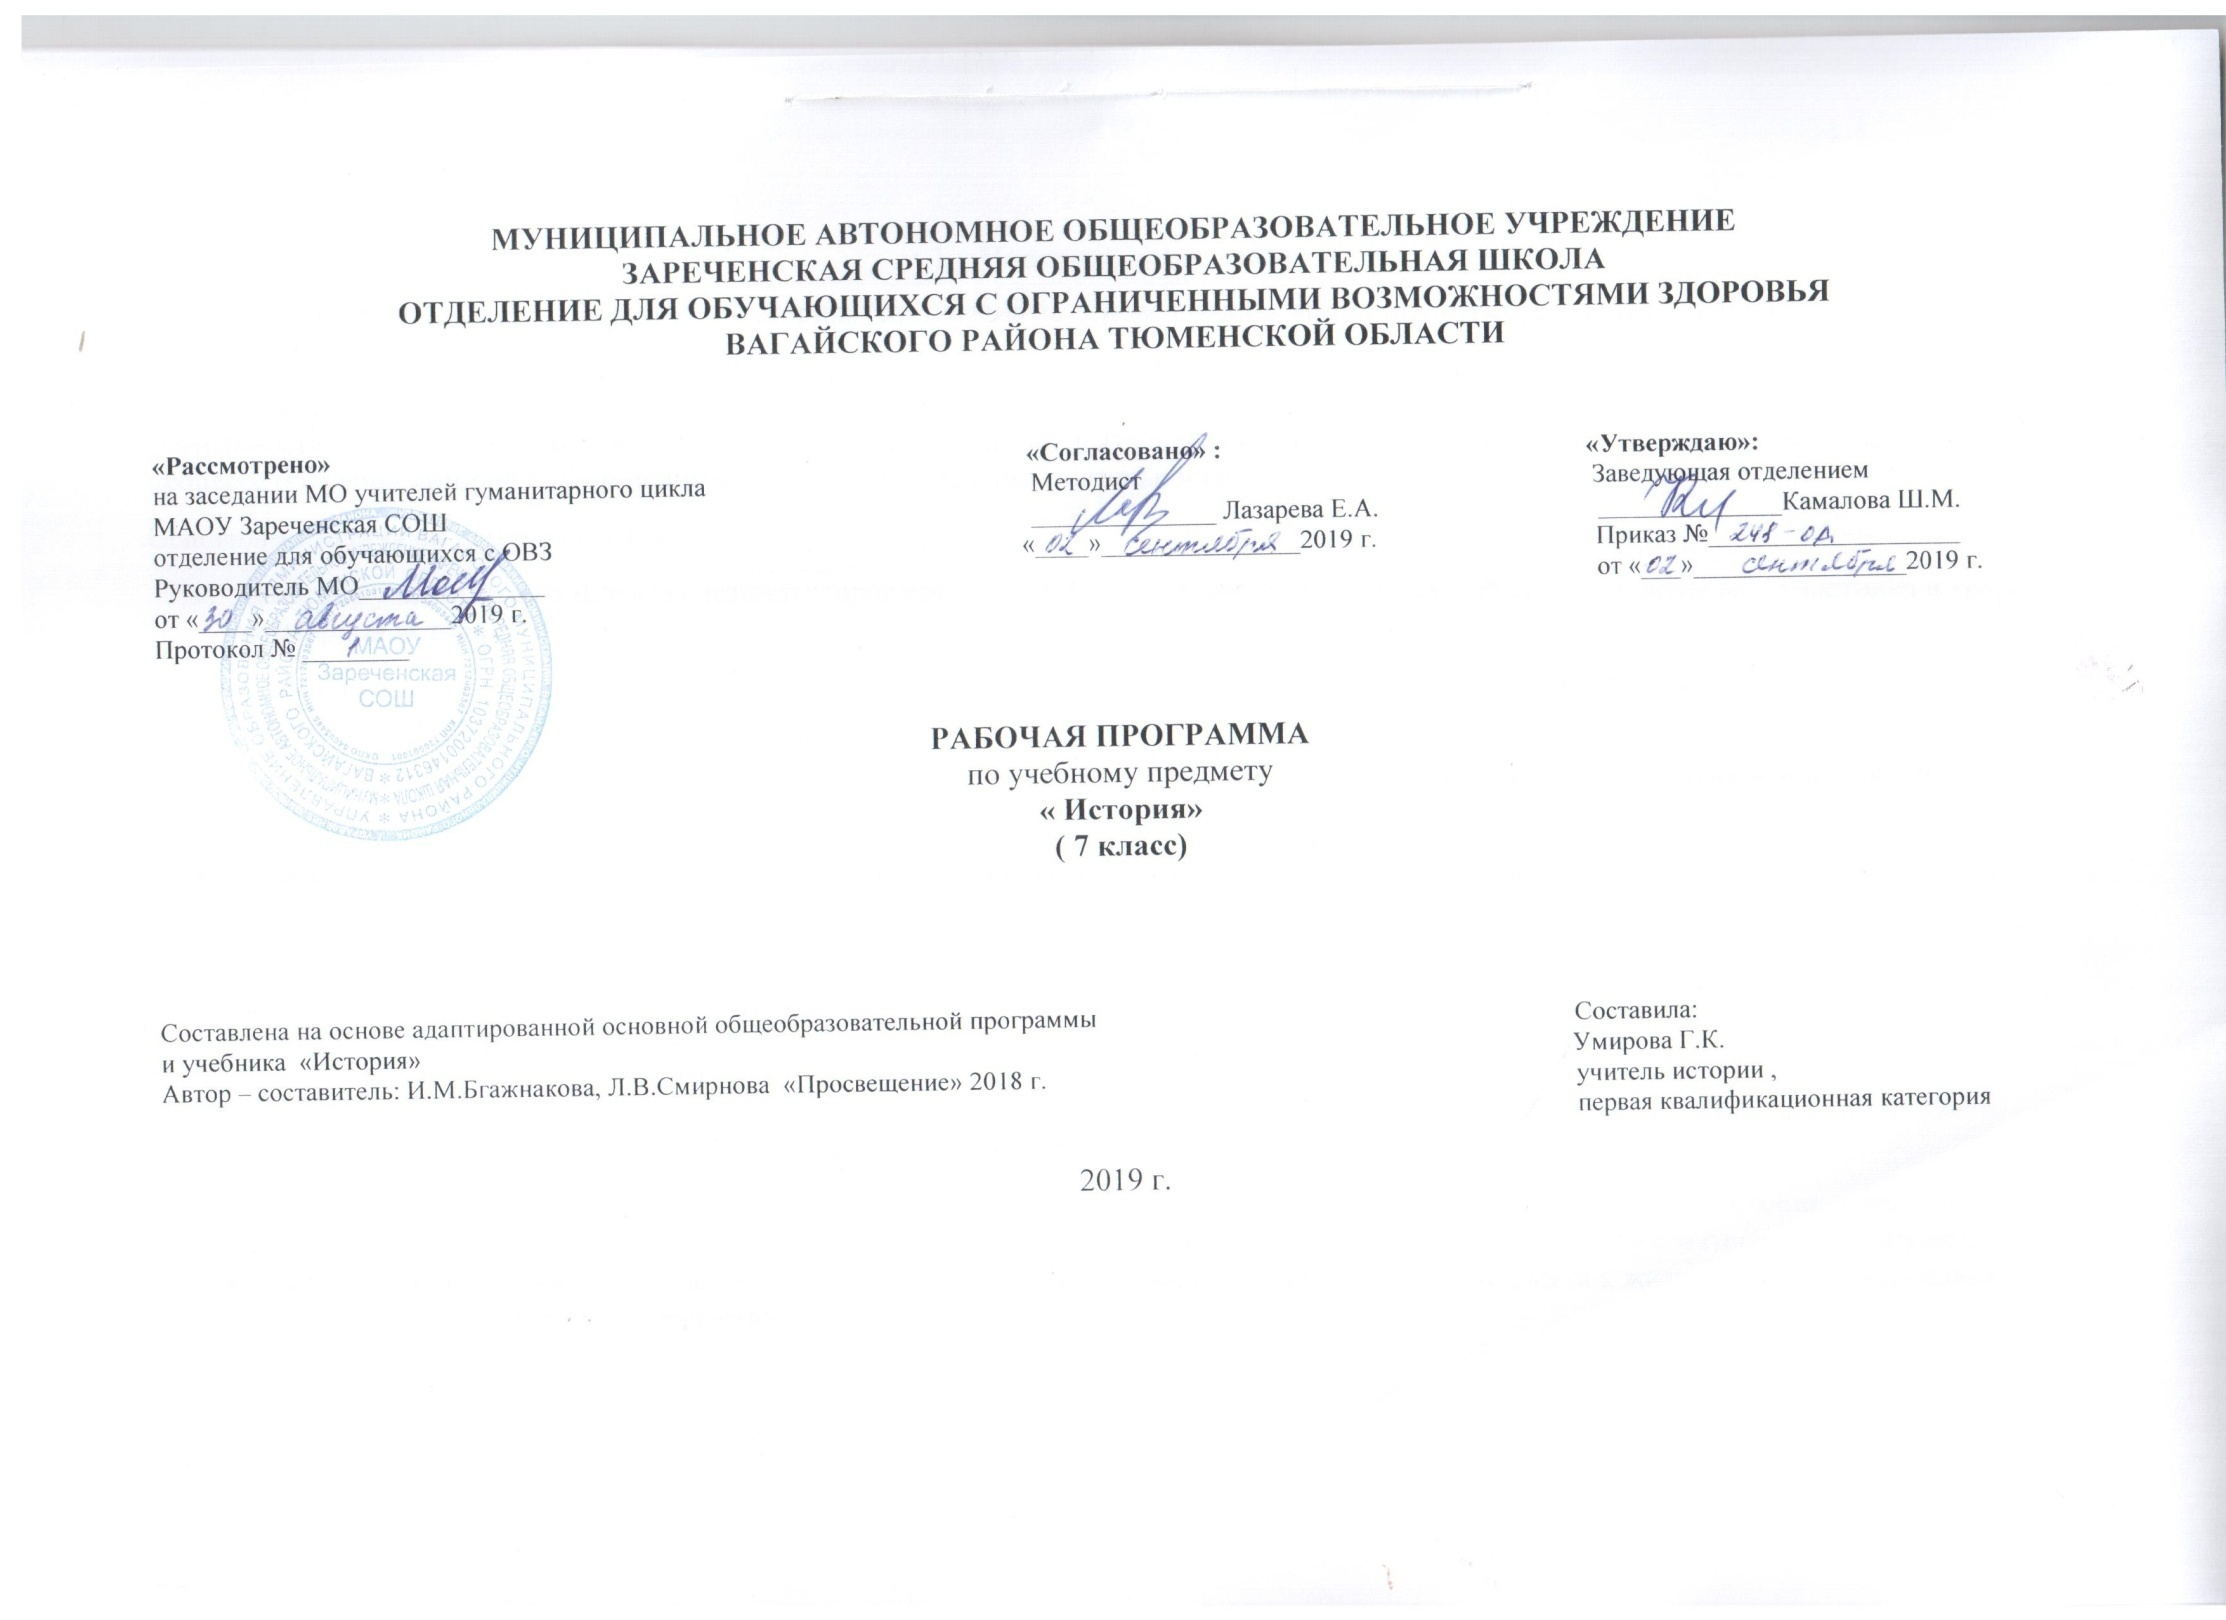 МУНИЦИПАЛЬНОЕ АВТОНОМНОЕ ОБЩЕОБРАЗОВАТЕЛЬНОЕ УЧРЕЖДЕНИЕ
ЗАРЕЧЕНСКАЯ СРЕДНЯЯ ОБЩЕОБРАЗОВАТЕЛЬНАЯ ШКОЛА
ОТДЕЛЕНИЕ ДЛЯ ОБУЧАЮЩИХСЯ С ОГРАНИЧЕННЫМИ ВОЗМОЖНОСТЯМИ ЗДОРОВЬЯ
ВАГАЙСКОГО РАЙОНА ТЮМЕНСКОЙ ОБЛАСТИ
«Рассмотрено»
на заседании МО учителей гуманитарного цикла
МАОУ Зареченская СОШ
отделение для обучающихся с ОВЗ
Руководитель МО
от «30» августа 2019 г.
Протокол № 1
МАОУ
Зареченская
СОШ
«Согласовано» :
Методист
Лазарева Е.А.
«02» сентября 2019 г.
«Утверждаю»:
Заведующая отделением
Камалова Ш.М.
Приказ № 248-од
от «02» сентября 2019 г.
РАБОЧАЯ ПРОГРАММА
по учебному предмету
« История»
( 7 класс)
Составлена на основе адаптированной основной общеобразовательной программы
и учебника «История»
Автор – составитель: И.М.Бгажнакова, Л.В.Смирнова «Просвещение» 2018 г.
Составила:
Умирова Г.К.
учитель истории ,
первая квалификационная категория
2019 г.